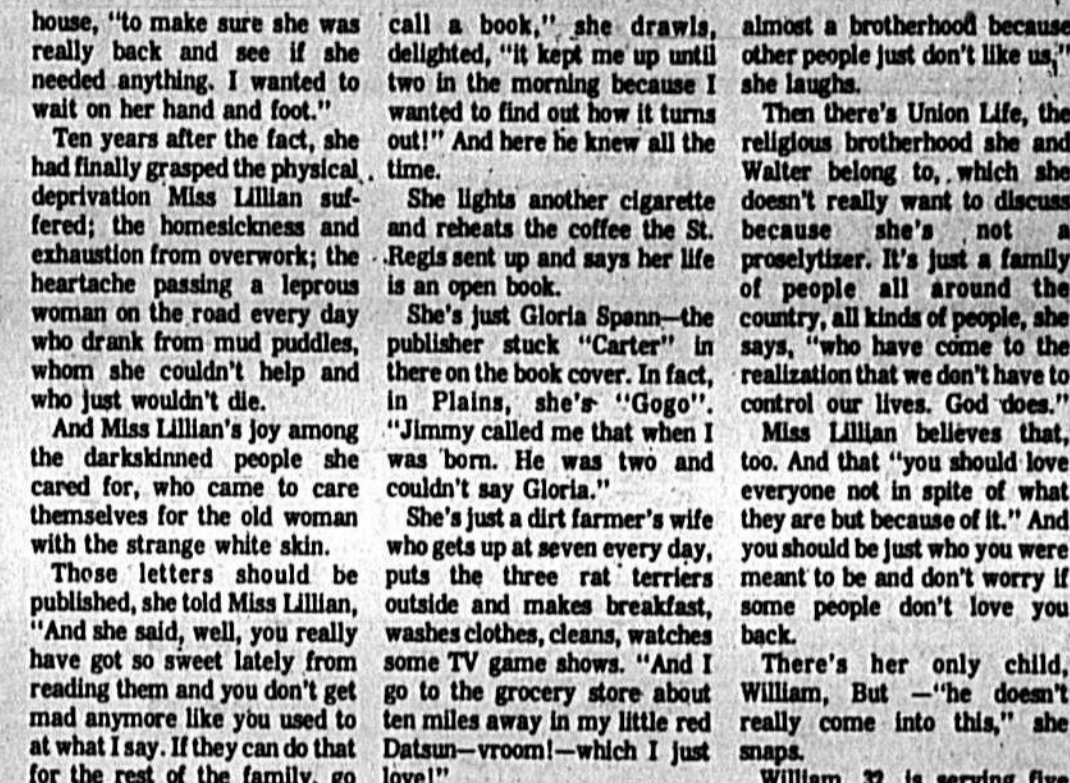 house, "to make sure she was
really back and see if she
needed anything. I wanted to
wait on her hand and foot."
Ten years after the fact, she
had finally grasped the physical
deprivation Miss Lillian suf-
fered; the homesickness and
exhaustion from overwork; the
heartache passing a leprous
woman on the road every day
who drank from mud puddles,
whom she couldn't help and
who just wouldn't die.
And Miss Lillian's joy among
the darkskinned people she
cared for, who came to care
themselves for the old woman
with the strange white skin.
Those letters should be
published, she told Miss Lillian,
"And she said, well, you really
have got so sweet lately from
reading them and you don't get
mad anymore like you used to
at what I say. If they can do that
for the rest of the family, go
call a book," she drawls,
delighted, "it kept me up until
two in the morning because I
wanted to find out how it turns
out!" And here he knew all the
time.
She lights another cigarette
and reheats the coffee the St.
Regis sent up and says her life
is an open book.
She's just Gloria Spann—the
publisher stuck "Carter" in
there on the book cover. In fact,
in Plains, she's "Gogo".
"Jimmy called me that when I
was born. He was two and
couldn't say Gloria."
She's just a dirt farmer's wife
who gets up at seven every day,
puts the three rat terriers
outside and makes breakfast,
washes clothes, cleans, watches
some TV game shows. "And I
go to the grocery store about
ten miles away in my little red
Datsun—vroom!—which I just
love!"
almost a brotherhood because
other people just don't like us,"
she laughs.
Then there's Union Life, the
religious brotherhood she and
Walter belong to, which she
doesn't really want to discuss
because she's not a
proselytizer. It's just a family
of people all around the
country, all kinds of people, she
says, "who have come to the
realization that we don't have to
control our lives. God does."
Miss Lillian believes that,
too. And that "you should love
everyone not in spite of what
they are but because of it." And
you should be just who you were
meant to be and don't worry if
some people don't love you
back.
There's her only child,
William, But —"he doesn't
really come into this," she
snaps.
William, 32, is serving five